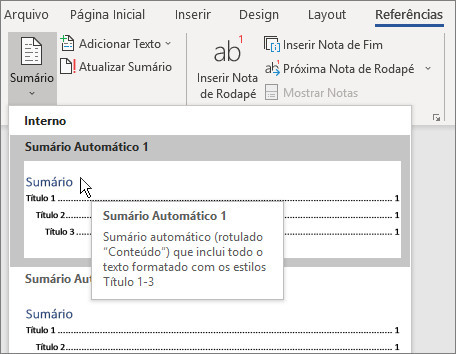 Arquivo Página Inicial Inserir Design Layout Referências
Sumário
Adicionar Texto
Atualizar Sumário
ab1
Inserir Nota
de Rodapé
Inserir Nota de Fim
ab Próxima Nota de Rodapé
Mostrar Notas
Interno
Sumário Automático 1
Sumário
Título 1 1
Título 2 1
Título 3 1
Sumário Automático 1
Sumário automático (rotulado
"Conteúdo") que inclui todo o
texto formatado com os estilos
Título 1-3
Sumário
Sumário
Título 1 1
Título 2 1